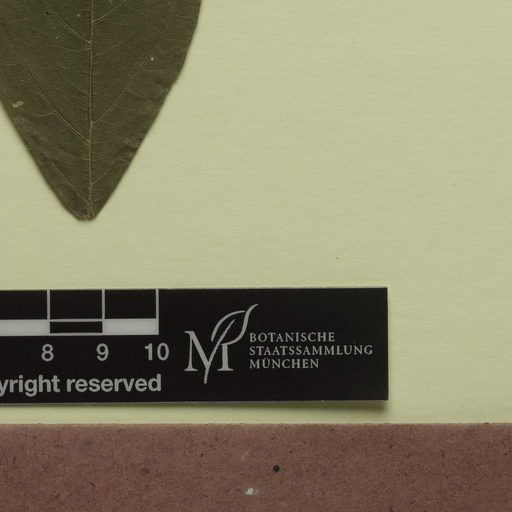 8 9 10
yright reserved
BOTANISCHE
STAATSSAMMLUNG
MÜNCHEN